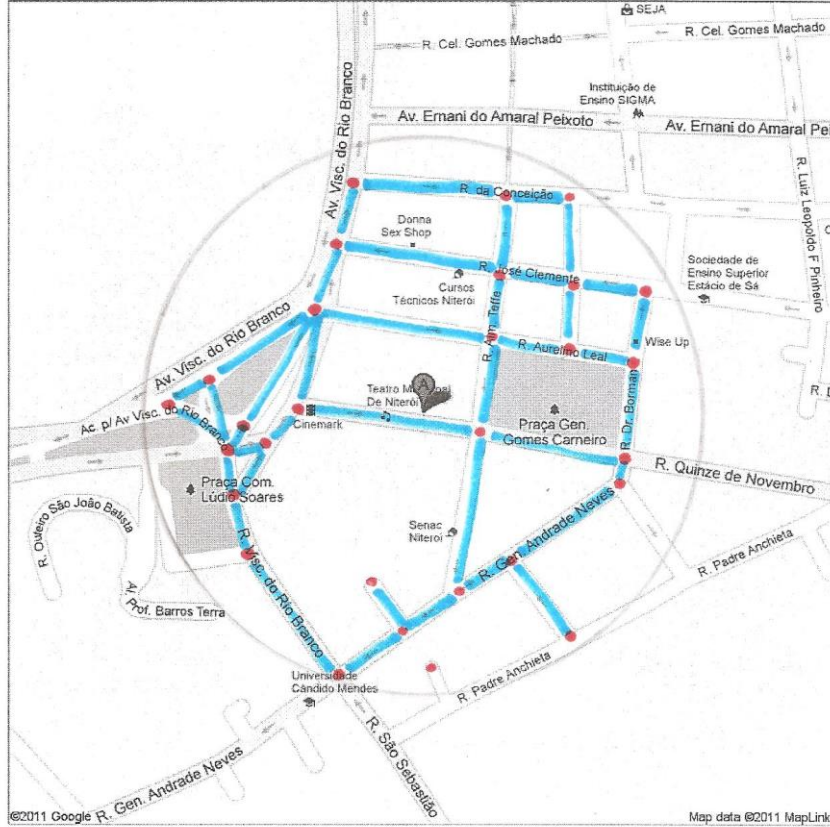 SEJA
R. Cel. Gomes Machado
R. Cel. Gomes Machado
Instituição de
Ensino SIGMA
Av. Ernani do Amaral Peixoto
Av. Ernani do Amaral Pei
Av. Visc. do Rio Branco
R. Luiz Leopoldo F Pinheiro
R. da Conceição
Donna
Sex Shop
R. José Clemente
Cursos
Técnicos Niterói
Sociedade de
Ensino Superior
Estácio de Sá
R. Alm. Teffe
Av. Visc. do Rio Branco
R. Aurelino Leal
Wise Up
A
Teatro Municipal
De Niterói
R. Dr. Borman
Ac. p/ Av Visc. do Rio Branco
Cinemark
Praça Gen.
Gomes Carneiro
R. Quinze de Novembro
Praça Com.
Lúdio Soares
R. Outeiro São João Batista
Senac
Niterói
R. Gen. Andrade Neves
R. Visc. do Rio Branco
R. Padre Anchieta
Al. Prof. Barros Terra
Universidade
Cândido Mendes
R. Padre Anchieta
R. São Sebastião
R. Gen. Andrade Neves
©2011 Google
Map data ©2011 MapLink